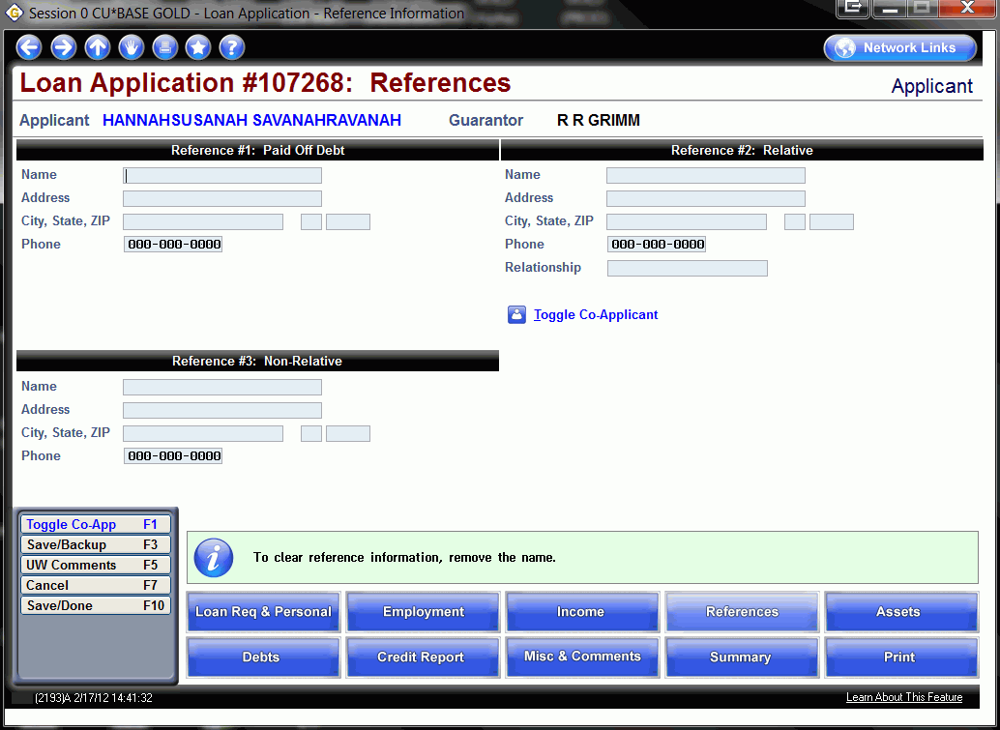 Session 0 CU*BASE GOLD - Loan Application - Reference Information
Network Links
Loan Application #107268: References
Applicant
Applicant HANNAHSUSANAH SAVANAHRAVANAH Guarantor R R GRIMM
Reference #1: Paid Off Debt
Name
Address
City, State, ZIP
Phone 000-000-0000
Reference #2: Relative
Name
Address
City, State, ZIP
Phone 000-000-0000
Relationship
Toggle Co-Applicant
Reference #3: Non-Relative
Name
Address
City, State, ZIP
Phone 000-000-0000
Toggle Co-App F1
Save/Backup F3
UW Comments F5
Cancel F7
Save/Done F10
To clear reference information, remove the name.
Loan Req & Personal Employment Income References Assets
Debts Credit Report Misc & Comments Summary Print
(2193)A 2/17/12 14:41:32
Learn About This Feature